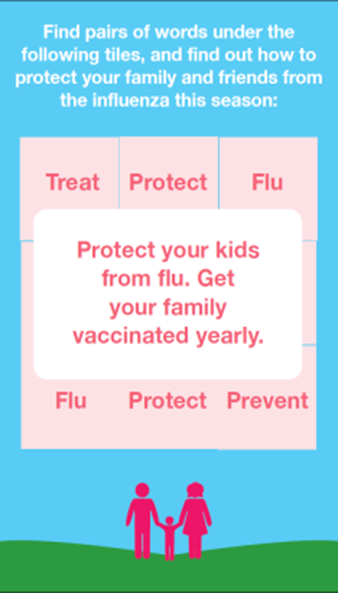 Find pairs of words under the
following tiles, and find out how to
protect your family and friends from
the influenza this season:
Treat Protect Flu
Protect your kids
from flu. Get
your family
vaccinated yearly.
Flu Protect Prevent